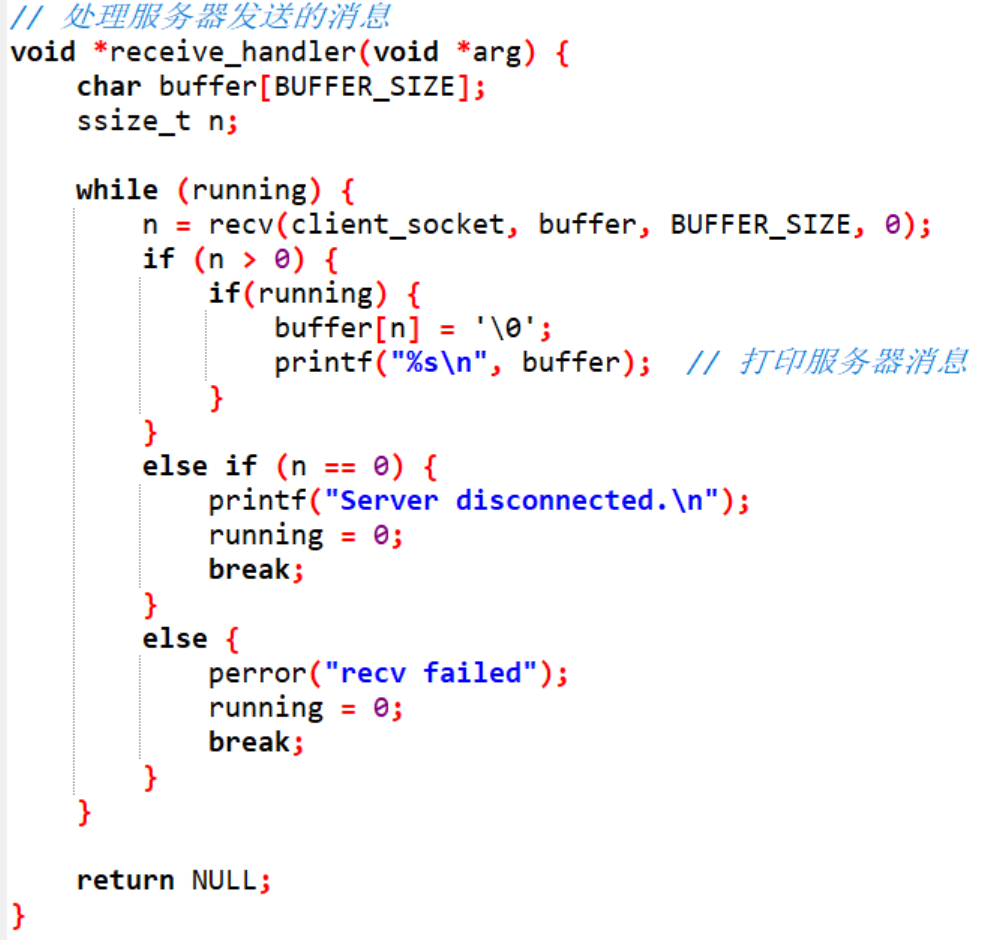 // 处理服务器发送的消息
void *receive_handler(void *arg) {
    char buffer[BUFFER_SIZE];
    ssize_t n;

    while (running) {
        n = recv(client_socket, buffer, BUFFER_SIZE, 0);
        if (n > 0) {
            if(running) {
                buffer[n] = '\0';
                printf("%s\n", buffer);  // 打印服务器消息
            }
        }
        else if (n == 0) {
            printf("Server disconnected.\n");
            running = 0;
            break;
        }
        else {
            perror("recv failed");
            running = 0;
            break;
        }
    }

    return NULL;
}